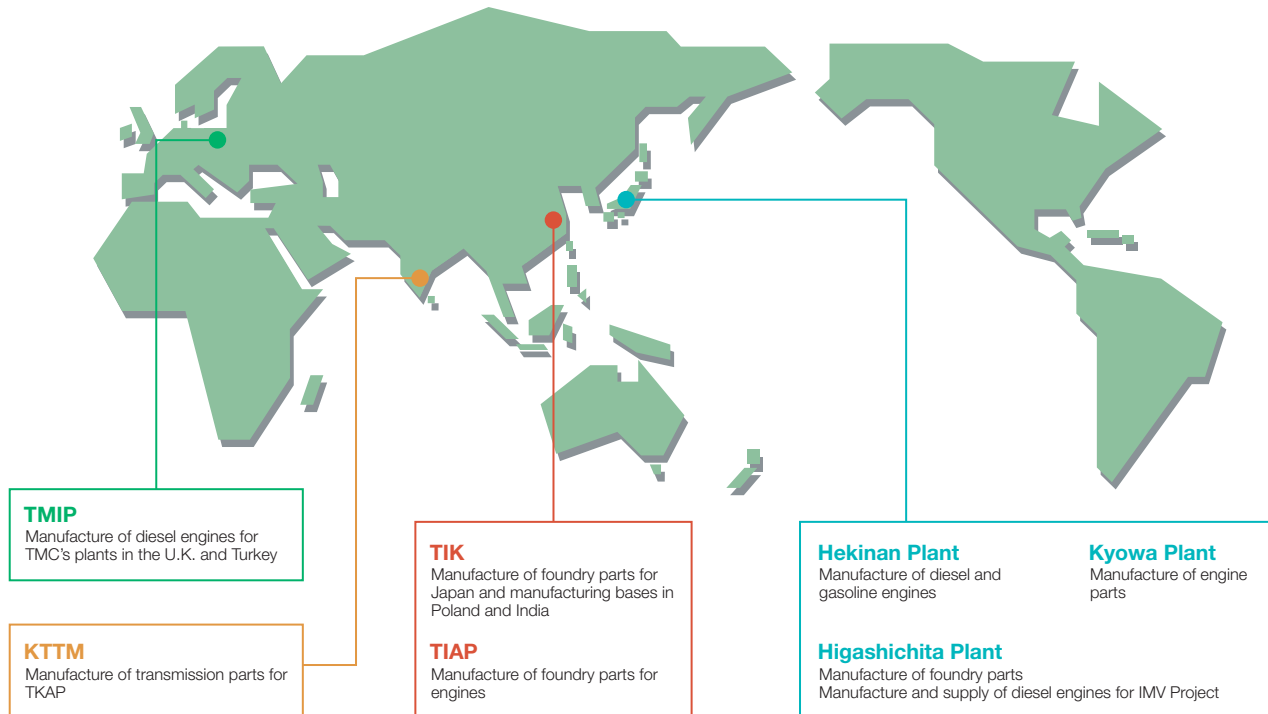 TMIP
Manufacture of diesel engines for
TMC's plants in the U.K. and Turkey
KTTM
Manufacture of transmission parts for
TKAP
TIK
Manufacture of foundry parts for
Japan and manufacturing bases in
Poland and India
TIAP
Manufacture of foundry parts for
engines
Hekinan Plant
Manufacture of diesel and
gasoline engines
Kyowa Plant
Manufacture of engine
parts
Higashichita Plant
Manufacture of foundry parts
Manufacture and supply of diesel engines for IMV Project